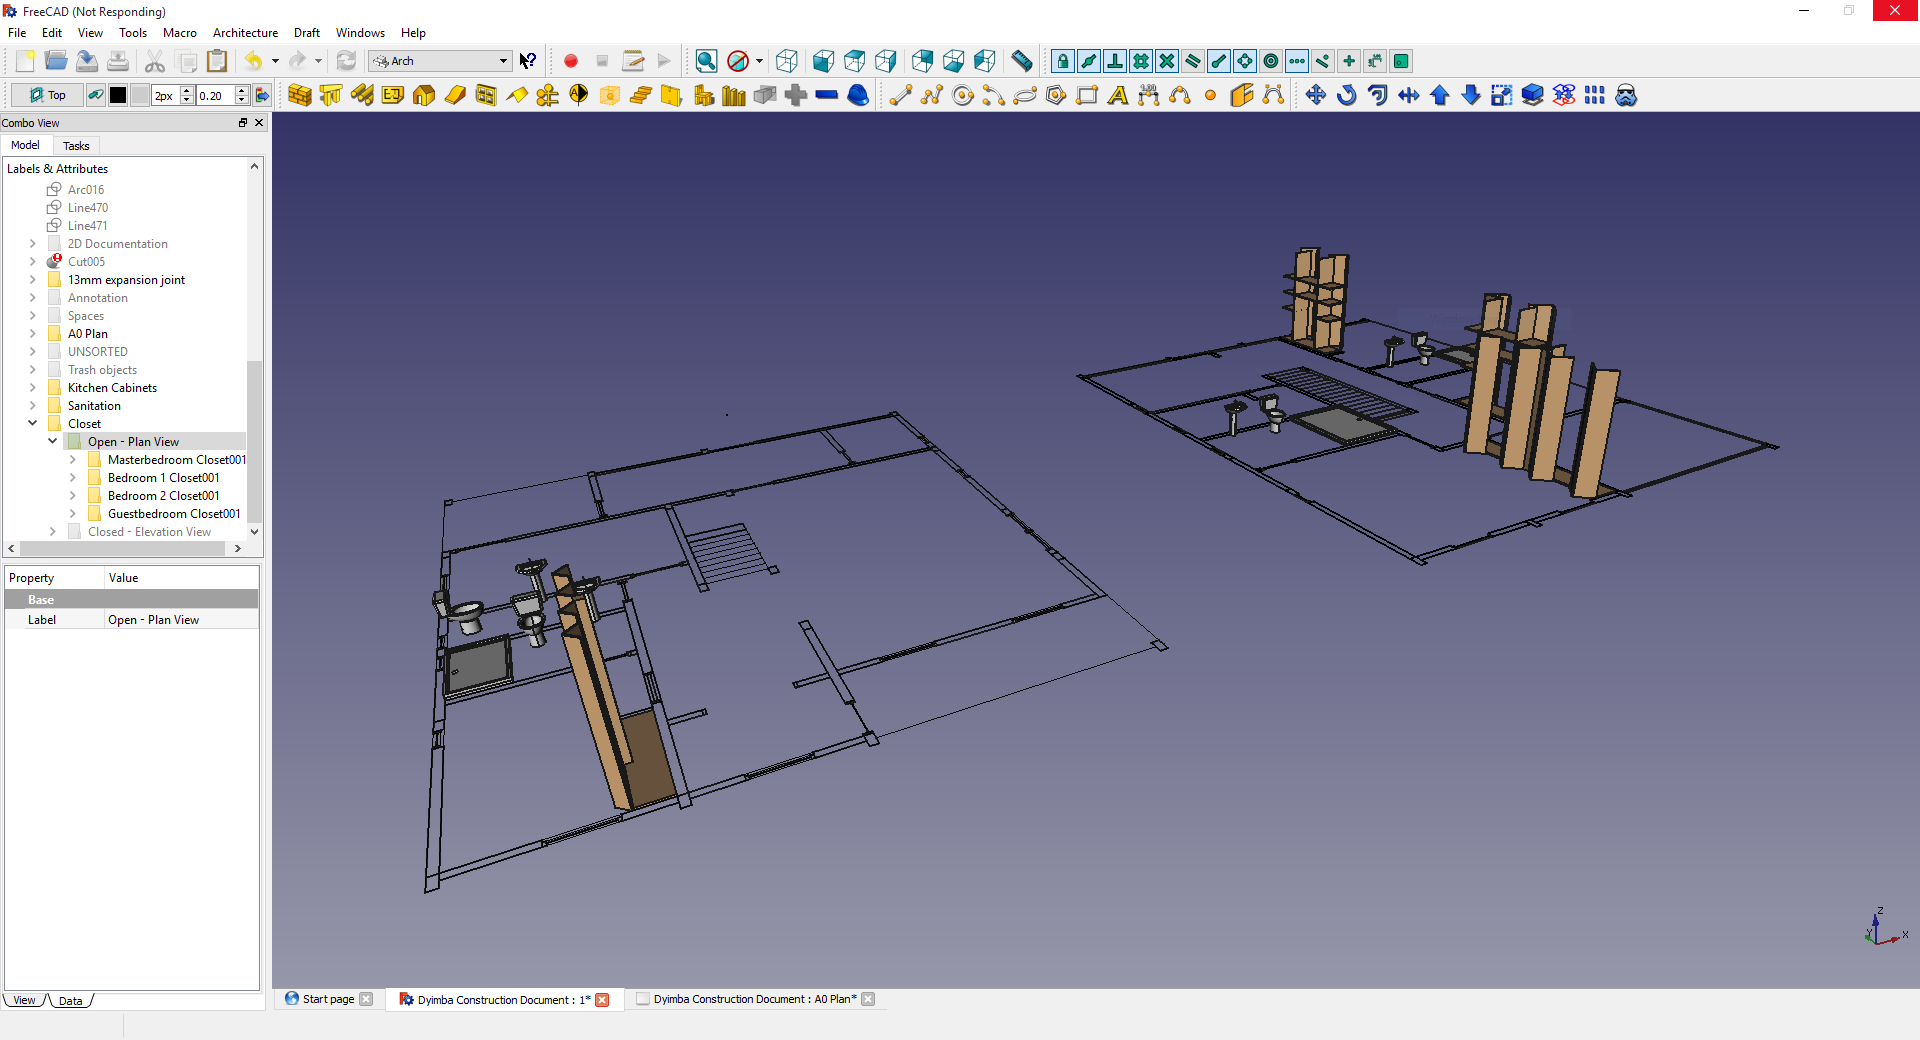 FreeCAD (Not Responding)
File Edit View Tools Macro Architecture Draft Windows Help
Arch
Top 2px 0.20
Combo View
Model Tasks
Labels & Attributes
Arc016
Line470
Line471
2D Documentation
Cut005
13mm expansion joint
Annotation
Spaces
A0 Plan
UNSORTED
Trash objects
Kitchen Cabinets
Sanitation
Closet
Open - Plan View
Masterbedroom Closet001
Bedroom 1 Closet001
Bedroom 2 Closet001
Guestbedroom Closet001
Closed - Elevation View
Property Value
Base
Label Open - Plan View
View Data
Z
Y X
Start page Dyimba Construction Document : 1* Dyimba Construction Document : A0 Plan*